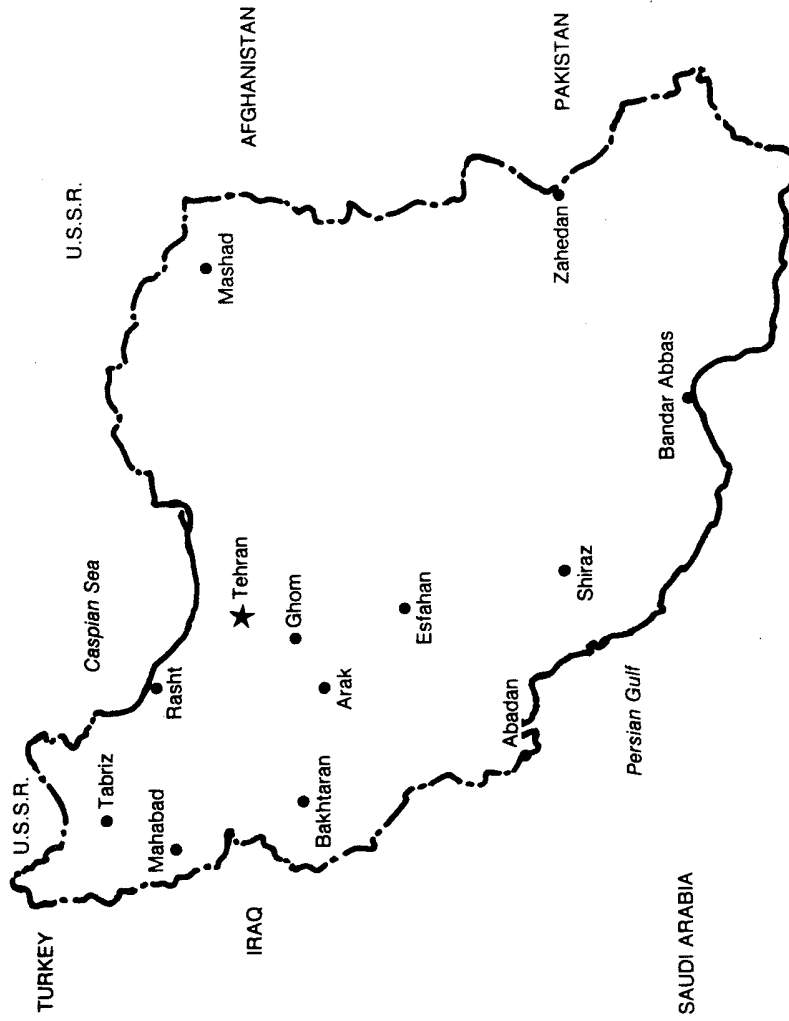 U.S.S.R.
TURKEY
U.S.S.R.
Caspian Sea
Tabriz
Mahabad
Rasht
Mashad
Tehran
AFGHANISTAN
IRAQ
Ghom
Bakhtaran
Arak
Esfahan
Abadan
Shiraz
Zahedan
PAKISTAN
Persian Gulf
Bandar Abbas
SAUDI ARABIA